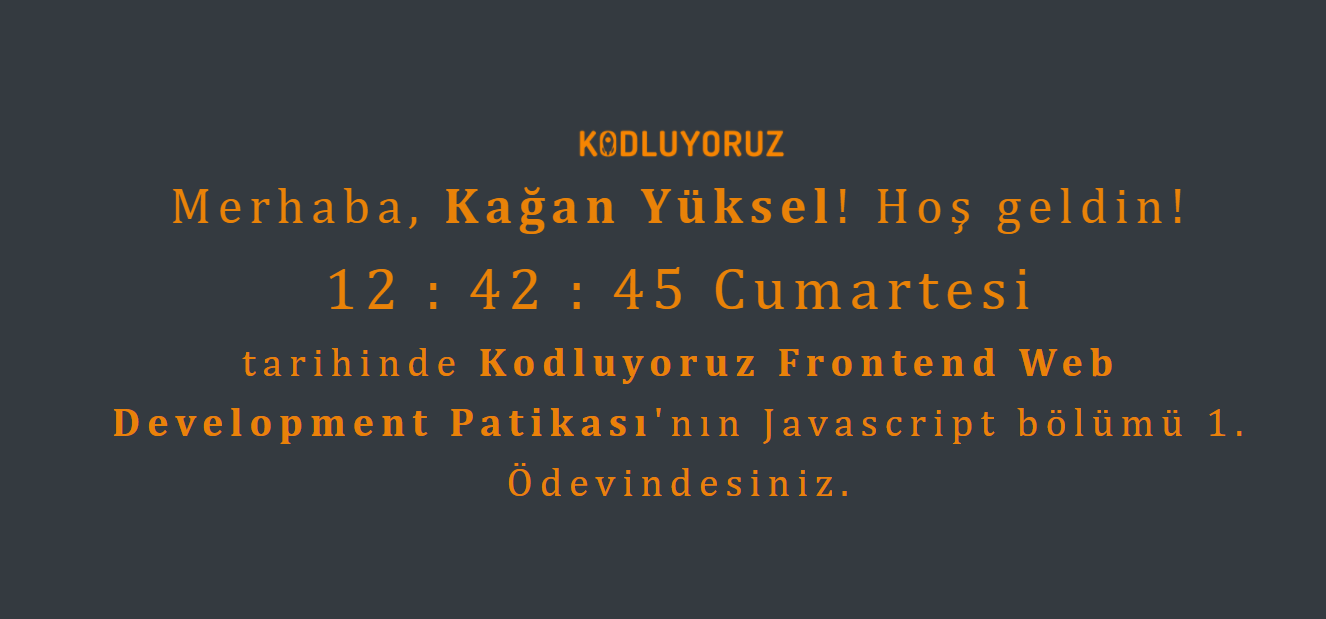 KODLUYORUZ
Merhaba, Kağan Yüksel! Hoş geldin!
12 : 42 : 45 Cumartesi
tarihinde Kodluyoruz Frontend Web
Development Patikası'nın Javascript bölümü 1.
Ödevindesiniz.